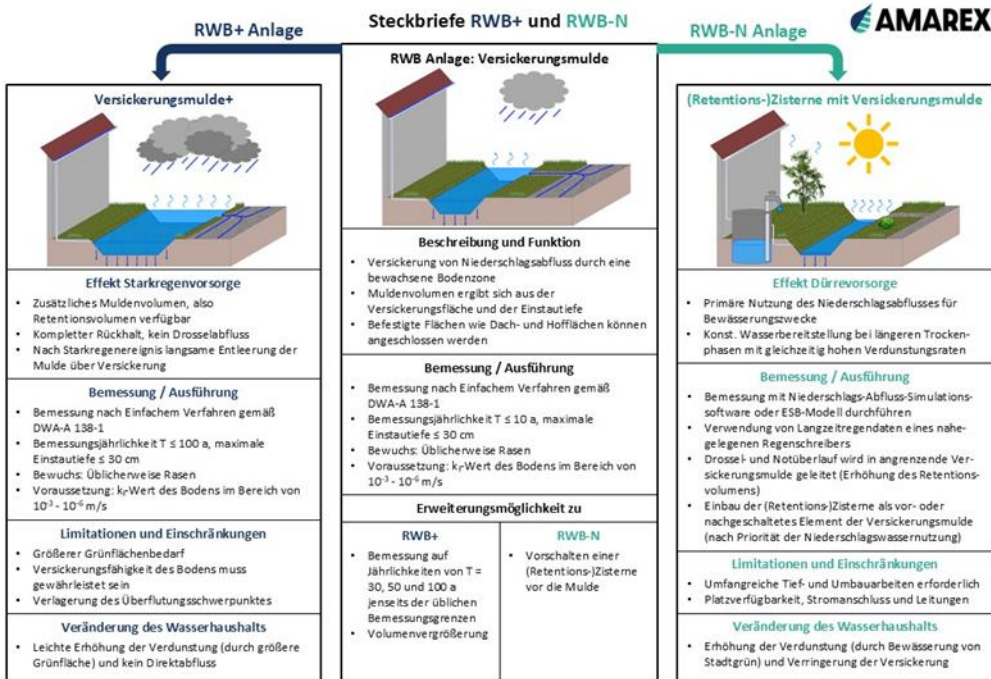 Steckbriefe RWB+ und RWB-N
AMAREX
RWB+ Anlage
RWB-N Anlage
Versickerungsmulde+
Effekt Starkregenvorsorge
• Zusätzliches Muldenvolumen, also
Retentionsvolumen verfügbar
• Kompletter Rückhalt, kein Drosselabfluss
• Nach Starkregenereignis langsame Entleerung der
Mulde über Versickerung
Bemessung / Ausführung
• Bemessung nach Einfachem Verfahren gemäß
DWA-A 138-1
• Bemessungsjährlichkeit T ≤ 100 a, maximale
Einstautiefe ≤ 30 cm
• Bewuchs: Üblicherweise Rasen
• Voraussetzung: kf-Wert des Bodens im Bereich von
10⁻³ - 10⁻⁶ m/s
Limitationen und Einschränkungen
• Größerer Grünflächenbedarf
• Versickerungsfähigkeit des Bodens muss
gewährleistet sein
• Verlagerung des Überflutungsschwerpunktes
Veränderung des Wasserhaushalts
• Leichte Erhöhung der Verdunstung (durch größere
Grünfläche) und kein Direktabfluss
RWB Anlage: Versickerungsmulde
Beschreibung und Funktion
• Versickerung von Niederschlagsabfluss durch eine
bewachsene Bodenzone
• Muldenvolumen ergibt sich aus der
Versickerungsfläche und der Einstautiefe
• Befestigte Flächen wie Dach- und Hofflächen können
angeschlossen werden
Bemessung / Ausführung
• Bemessung nach Einfachem Verfahren gemäß
DWA-A 138-1
• Bemessungsjährlichkeit T ≤ 10 a, maximale
Einstautiefe ≤ 30 cm
• Bewuchs: Üblicherweise Rasen
• Voraussetzung: kf-Wert des Bodens im Bereich von
10⁻³ - 10⁻⁶ m/s
Erweiterungsmöglichkeit zu
RWB+
• Bemessung auf
Jährlichkeiten von T =
30, 50 und 100 a
jenseits der üblichen
Bemessungsgrenzen
• Volumenvergrößerung
RWB-N
• Vorschalten einer
(Retentions-)Zisterne
vor die Mulde
(Retentions-)Zisterne mit Versickerungsmulde
Effekt Dürrevorsorge
• Primäre Nutzung des Niederschlagsabflusses für
Bewässerungszwecke
• Konst. Wasserbereitstellung bei längeren Trocken-
phasen mit gleichzeitig hohen Verdunstungsraten
Bemessung / Ausführung
• Bemessung mit Niederschlags-Abfluss-Simulations-
software oder ESB-Modell durchführen
• Verwendung von Langzeitregendaten eines nahe-
gelegenen Regenschreibers
• Drossel- und Notüberlauf wird in angrenzende Ver-
sickerungsmulde geleitet (Erhöhung des Retentions-
volumens)
• Einbau der (Retentions-)Zisterne als vor- oder
nachgeschaltetes Element der Versickerungsmulde
(nach Priorität der Niederschlagswassernutzung)
Limitationen und Einschränkungen
• Umfangreiche Tief- und Umbauarbeiten erforderlich
• Platzverfügbarkeit, Stromanschluss und Leitungen
Veränderung des Wasserhaushalts
• Erhöhung der Verdunstung (durch Bewässerung von
Stadtgrün) und Verringerung der Versickerung